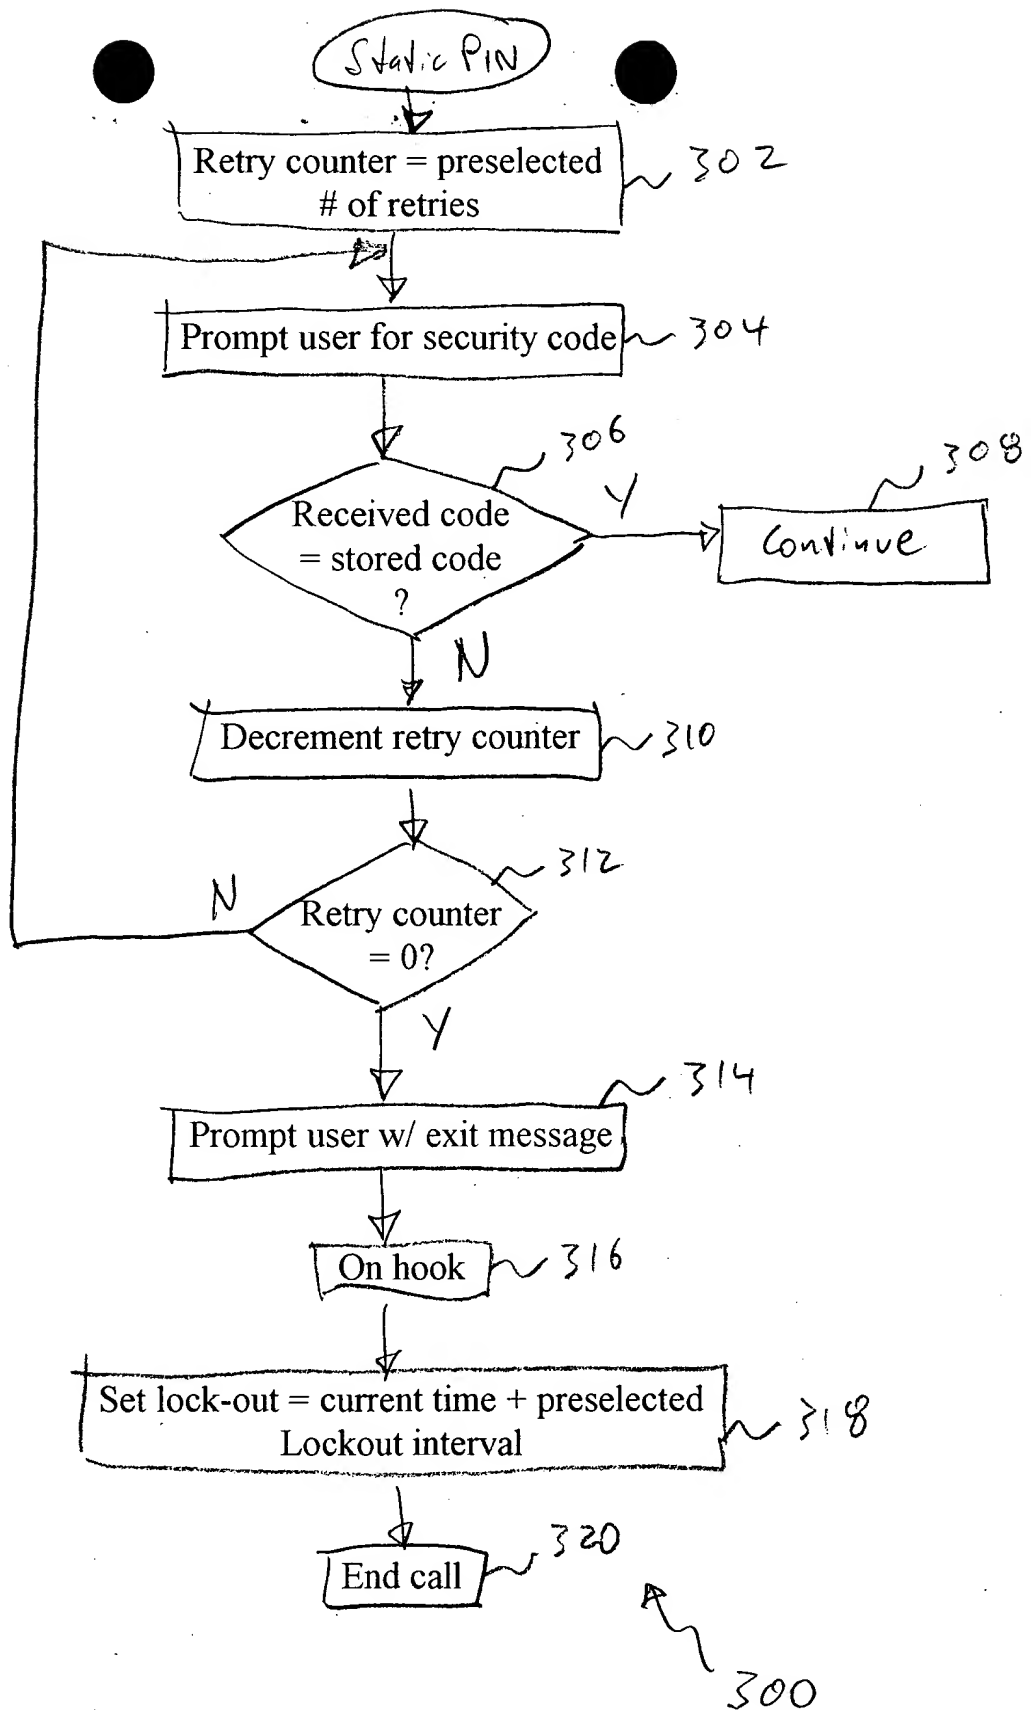 Static PIN
Retry counter = preselected
# of retries
302
Prompt user for security code
304
306
308
Received code
= stored code
?
Y
Continue
N
Decrement retry counter
310
312
N
Retry counter
= 0?
Y
314
Prompt user w/ exit message
On hook
316
Set lock-out = current time + preselected
Lockout interval
318
320
End call
300